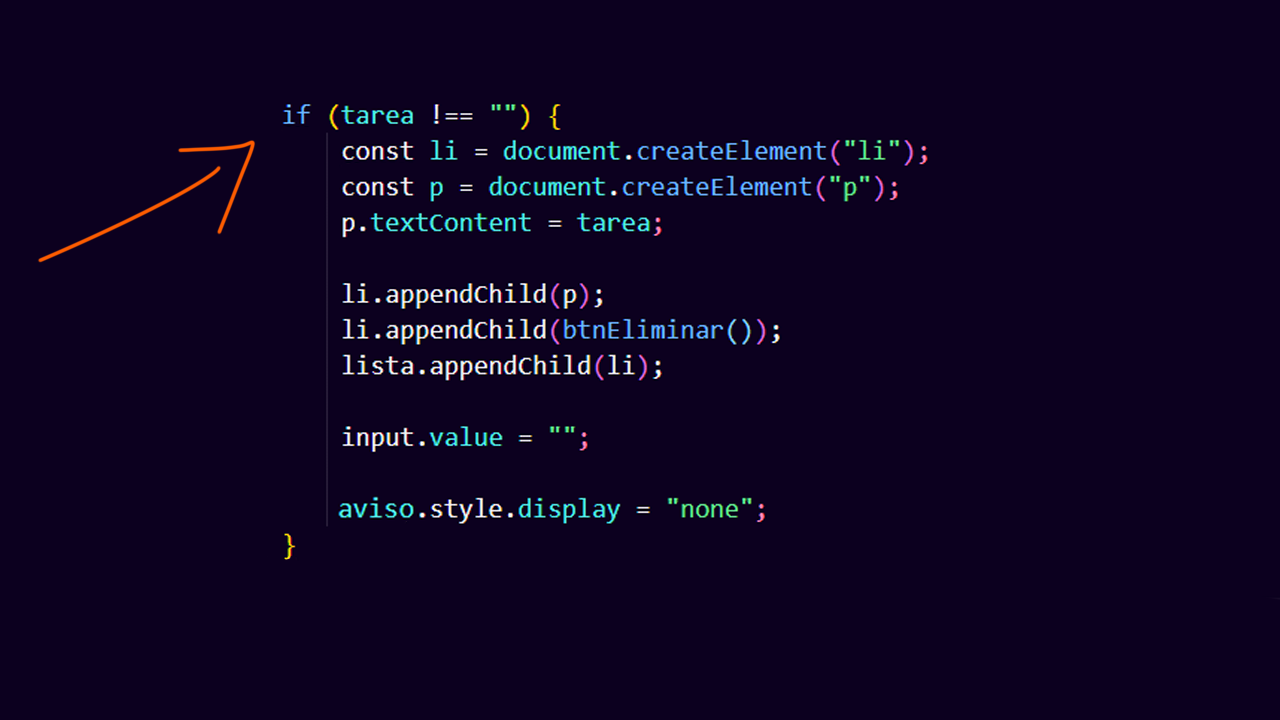 if (tarea !== "") {
const li = document.createElement("li");
const p = document.createElement("p");
p.textContent = tarea;
li.appendChild(p);
li.appendChild(btnEliminar());
lista.appendChild(li);
input.value = "";
aviso.style.display = "none";
}